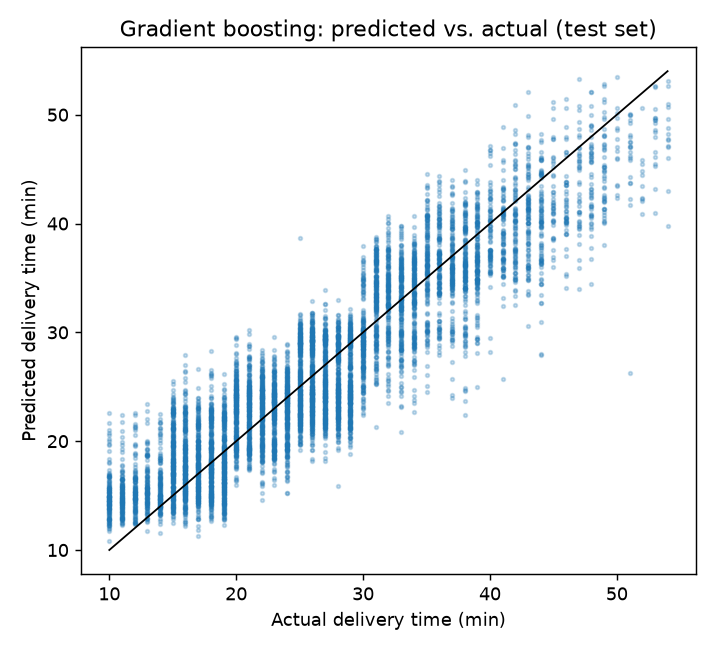 Gradient boosting: predicted vs. actual (test set)
Predicted delivery time (min)
50
40
30
20
10
10 20 30 40 50
Actual delivery time (min)